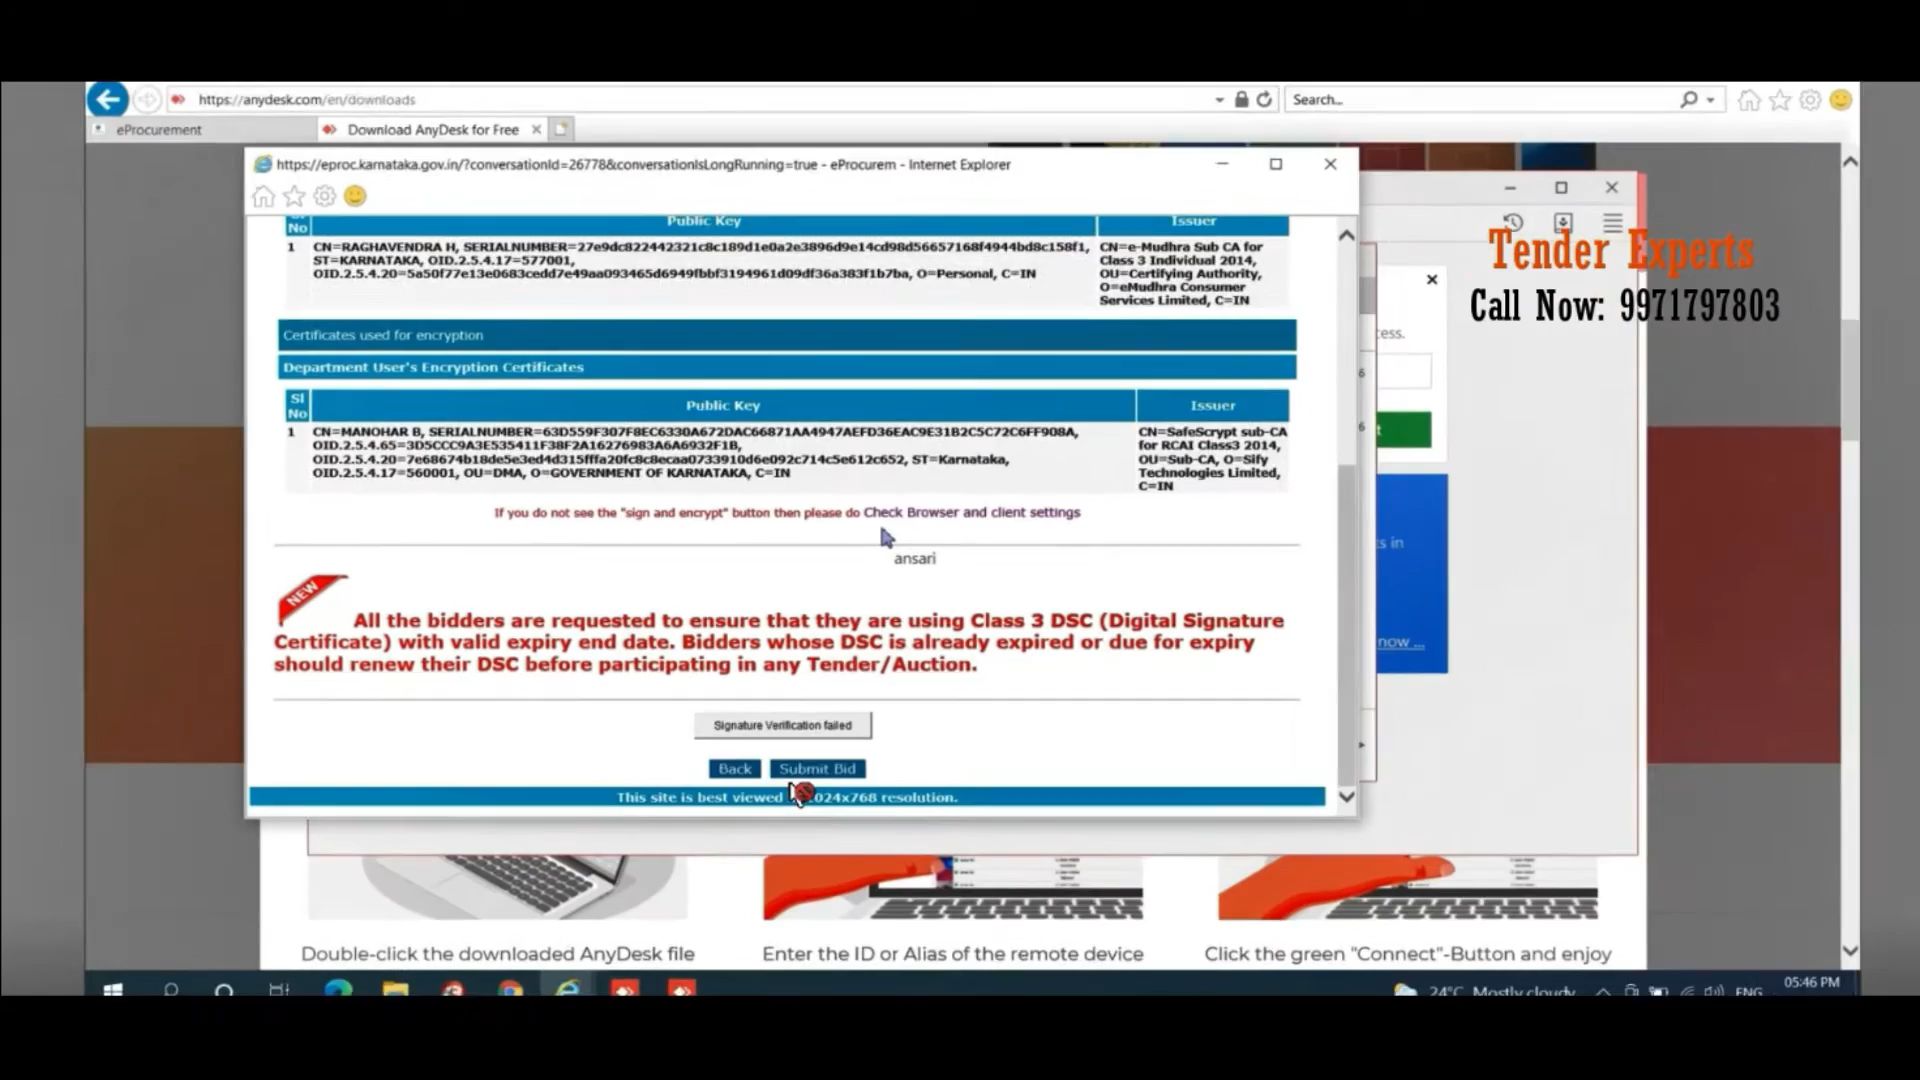 https://anydesk.com/en/downloads
Search...
eProcurement
Download AnyDesk for Free
https://eproc.karnataka.gov.in/?conversationId=26778&conversationIsLongRunning=true - eProcurem - Internet Explorer
Tender Experts
Call Now: 9971797803
Sl No
Public Key
Issuer
1
CN=RAGHAVENDRA H, SERIALNUMBER=27e9dc822442321c8c189d1e0a2e3896d9e14cd98d56657168f4944bd8c158f1,
ST=KARNATAKA, OID.2.5.4.17=577001,
OID.2.5.4.20=5a50f77e13e0683cedd7e49aa093465d6949fbbf3194961d09df36a383f1b7ba, O=Personal, C=IN
CN=e-Mudhra Sub CA for
Class 3 Individual 2014,
OU=Certifying Authority,
O=eMudhra Consumer
Services Limited, C=IN
Certificates used for encryption
Department User's Encryption Certificates
Sl No
Public Key
Issuer
1
CN=MANOHAR B, SERIALNUMBER=63D559F307F8EC6330A672DAC66871AA4947AEFD36EAC9E31B2C5C72C6FF908A,
OID.2.5.4.65=3D5CCC9A3E535411F38F2A16276983A6A6932F1B,
OID.2.5.4.20=7e68674b18de5e3ed4d315fffa20fc8c8ecaa0733910d6e092c714c5e612c652, ST=Karnataka,
OID.2.5.4.17=560001, OU=DMA, O=GOVERNMENT OF KARNATAKA, C=IN
CN=SafeScrypt sub-CA
for RCAI Class3 2014,
OU=Sub-CA, O=Sify
Technologies Limited,
C=IN
If you do not see the "sign and encrypt" button then please do Check Browser and client settings
ansari
NEW
All the bidders are requested to ensure that they are using Class 3 DSC (Digital Signature
Certificate) with valid expiry end date. Bidders whose DSC is already expired or due for expiry
should renew their DSC before participating in any Tender/Auction.
Signature Verification failed
Back
Submit Bid
This site is best viewed 024x768 resolution.
now ...
Double-click the downloaded AnyDesk file
Enter the ID or Alias of the remote device
Click the green "Connect"-Button and enjoy
24°C Mostly cloudy
ENG
05:46 PM